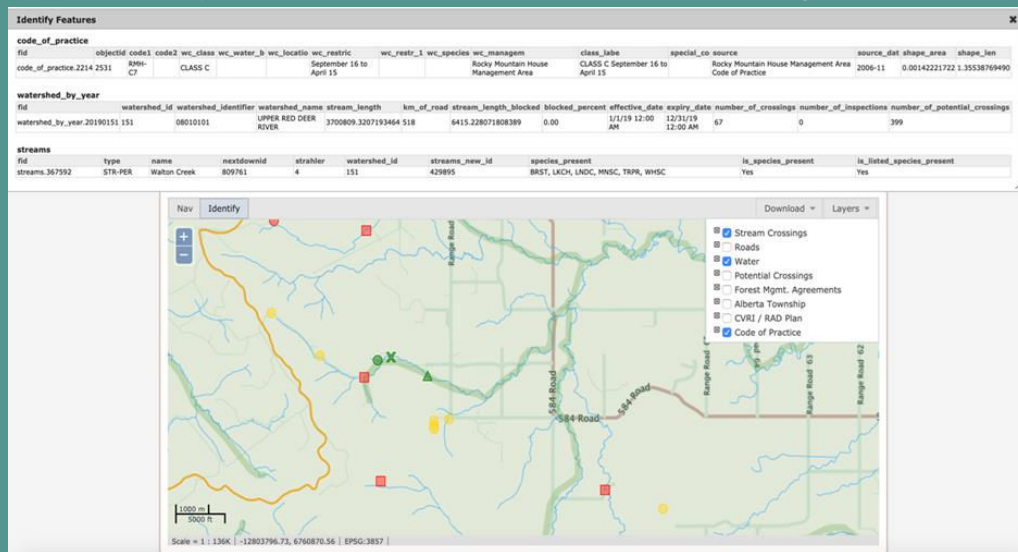 Identify Features
code_of_practice
fid objectid code1 code2 wc_class wc_water_b wc_locatio wc_restric wc_restr_1 wc_species wc_managem class_labe special_co source source_dat shape_area shape_len
code_of_practice.2214 2531 RMH-C7 CLASS C September 16 to April 15 Rocky Mountain House Management Area CLASS C September 16 to April 15 Rocky Mountain House Management Area Code of Practice 2006-11 0.00142221722 1.35538769490
watershed_by_year
fid watershed_id watershed_identifier watershed_name stream_length km_of_road stream_length_blocked blocked_percent effective_date expiry_date number_of_crossings number_of_inspections number_of_potential_crossings
watershed_by_year.20190151 151 08010101 UPPER RED DEER RIVER 3700809.3207193464 518 6415.228071808389 0.00 1/1/19 12:00 AM 12/31/19 12:00 AM 67 0 399
streams
fid type name nextdownid strahler watershed_id streams_new_id species_present is_species_present is_listed_species_present
streams.367592 STR-PER Walton Creek 809761 4 151 429895 BRST, LKCH, LNDC, MNSC, TRPR, WHSC Yes Yes
Nav Identify Download Layers
Stream Crossings
Roads
Water
Potential Crossings
Forest Mgmt. Agreements
Alberta Township
CVRI / RAD Plan
Code of Practice
Range Road
584 Road
584 Road
584 Road
Range Road
Range Road 63
Range Road 62
1000 m
5000 ft
Scale = 1 : 136K | -12803796.73, 6760870.56 | EPSG:3857